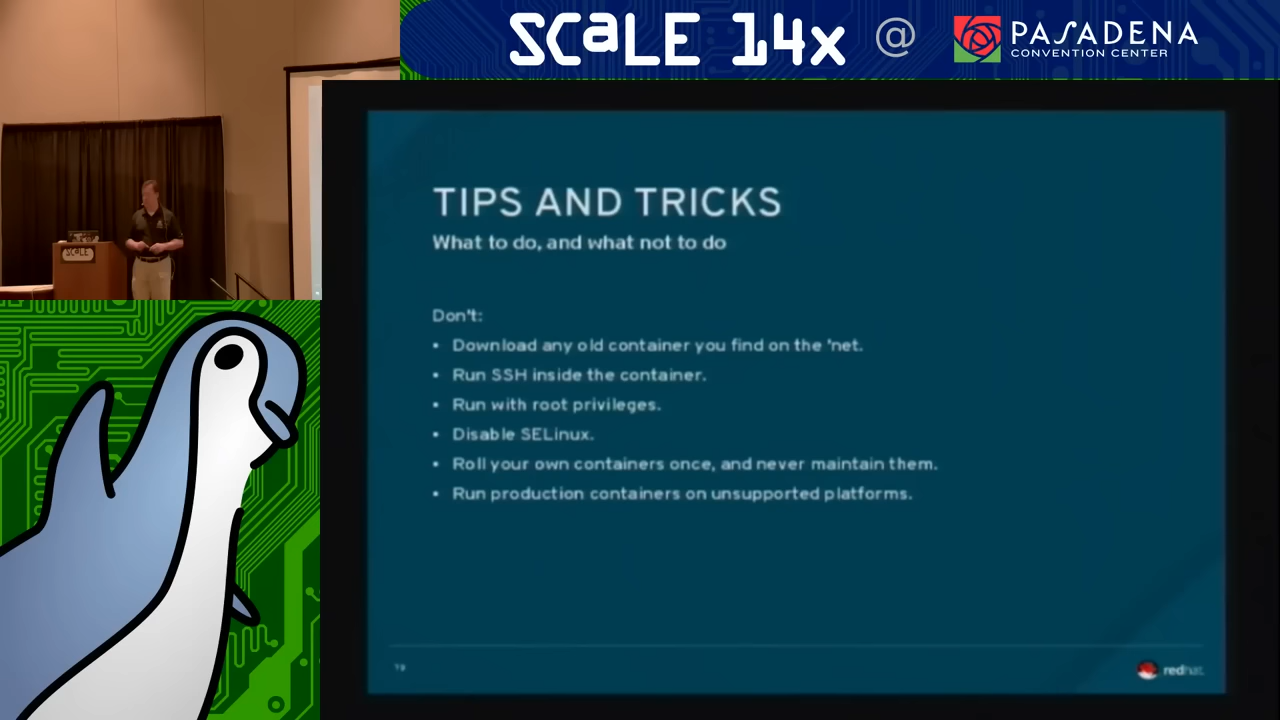 SCALE 14x @ PASADENA
CONVENTION CENTER
SCALE
TIPS AND TRICKS
What to do, and what not to do
Don't:
• Download any old container you find on the 'net.
• Run SSH inside the container.
• Run with root privileges.
• Disable SELinux.
• Roll your own containers once, and never maintain them.
• Run production containers on unsupported platforms.
redhat